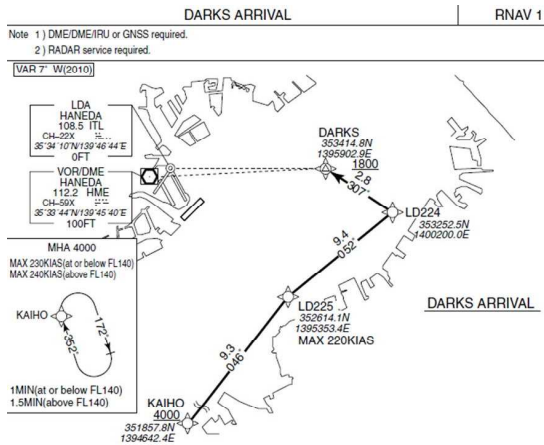 DARKS ARRIVAL
RNAV 1
Note 1 ) DME/DME/IRU or GNSS required.
2 ) RADAR service required.
VAR 7° W(2010)
LDA
HANEDA
108.5 ITL
CH-22X
35°34´10˝N/139°46´44˝E
0FT
VOR/DME
HANEDA
112.2 HME
CH-59X
35°33´44˝N/139°45´40˝E
100FT
DARKS
353414.8N
1395902.9E
1800
2.8
307°
LD224
353252.5N
1400200.0E
9.4
052°
MHA 4000
MAX 230KIAS(at or below FL140)
MAX 240KIAS(above FL140)
KAIHO
172°
352°
1MIN(at or below FL140)
1.5MIN(above FL140)
LD225
352614.1N
1395353.4E
MAX 220KIAS
DARKS ARRIVAL
9.3
046°
KAIHO
4000
351857.8N
1394642.4E